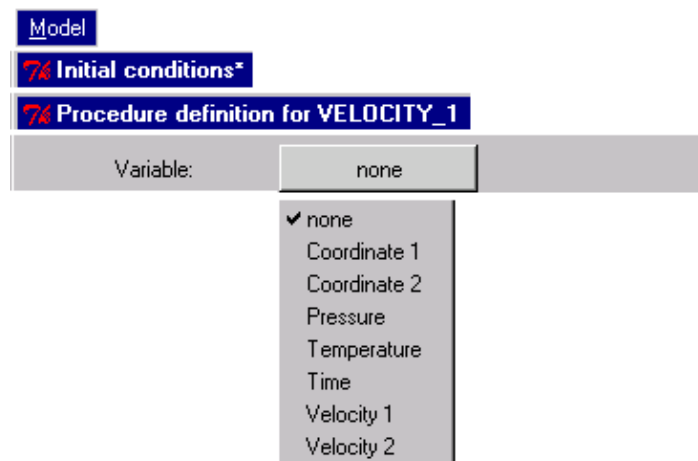 Model
Initial conditions*
Procedure definition for VELOCITY_1
Variable: none
✔ none
Coordinate 1
Coordinate 2
Pressure
Temperature
Time
Velocity 1
Velocity 2